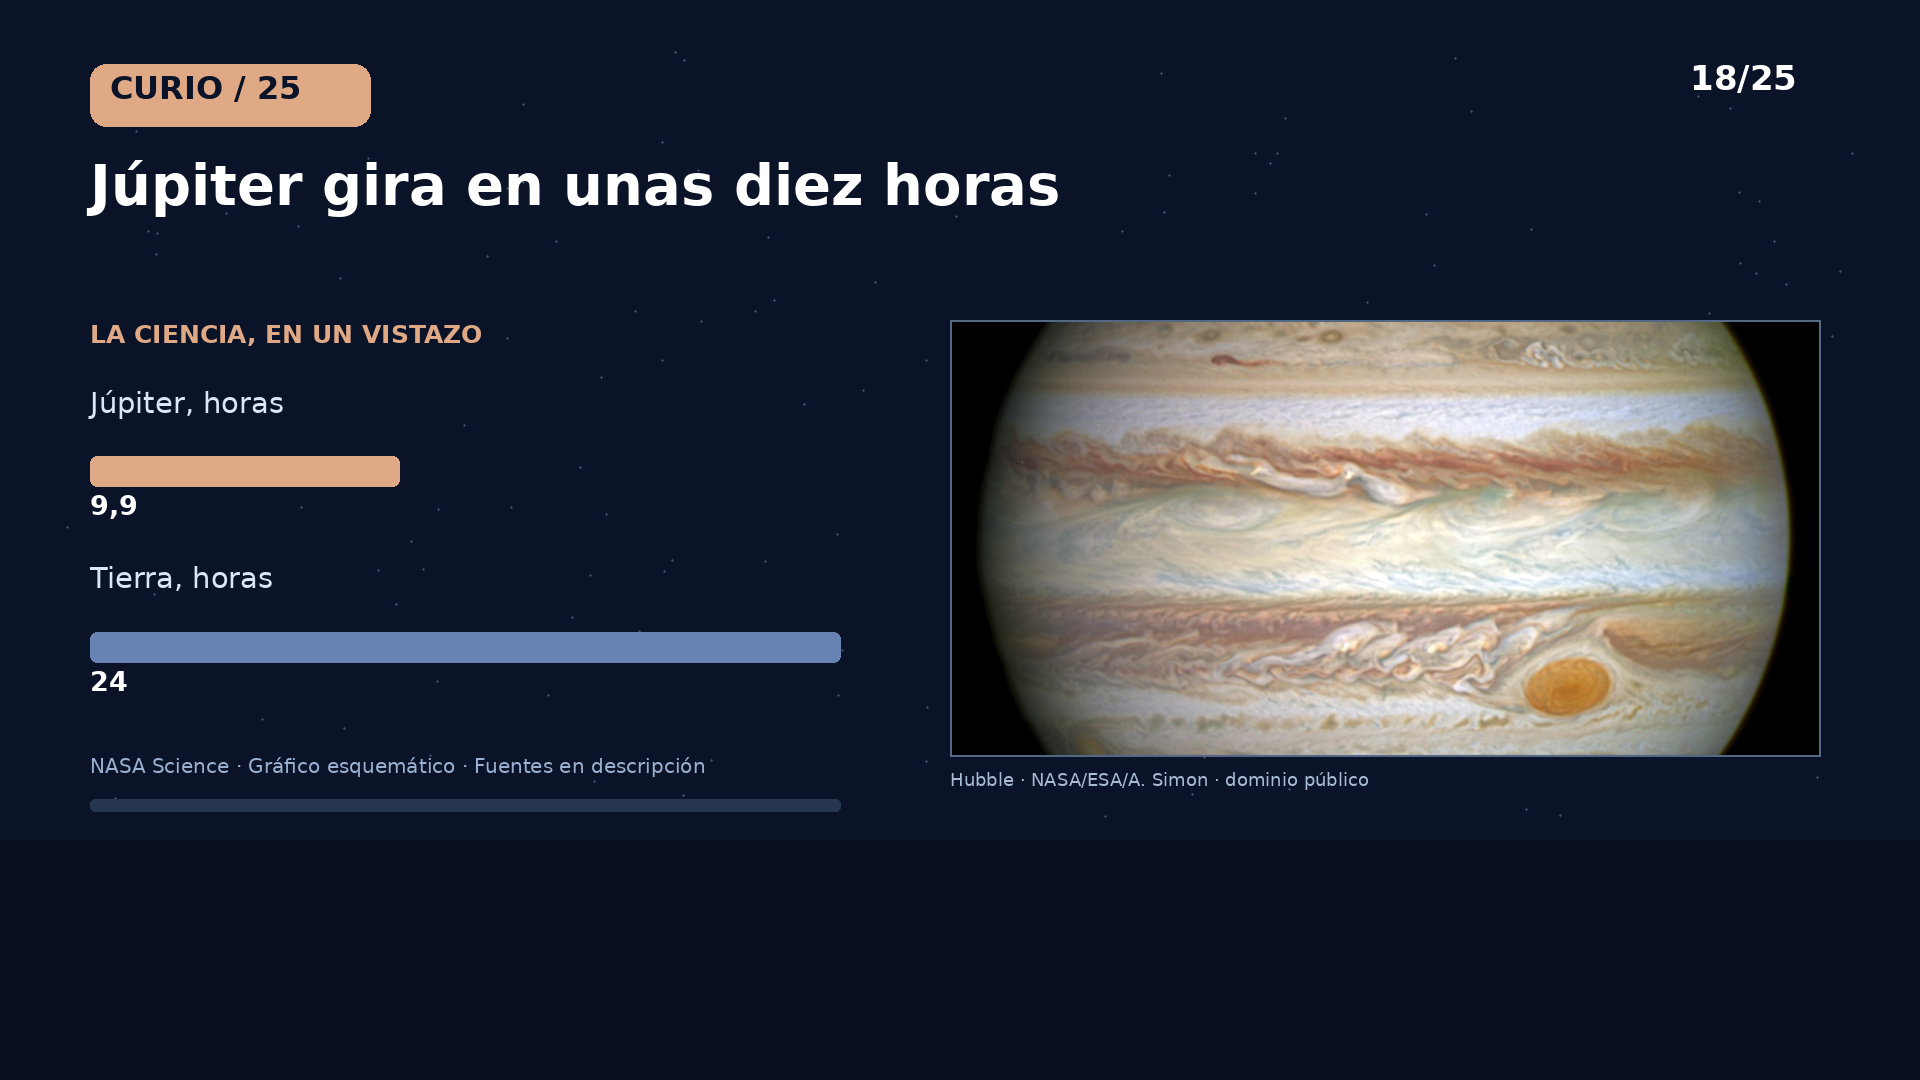 CURIO / 25
18/25
Júpiter gira en unas diez horas
LA CIENCIA, EN UN VISTAZO
Júpiter, horas
9,9
Tierra, horas
24
NASA Science · Gráfico esquemático · Fuentes en descripción
Hubble · NASA/ESA/A. Simon · dominio público